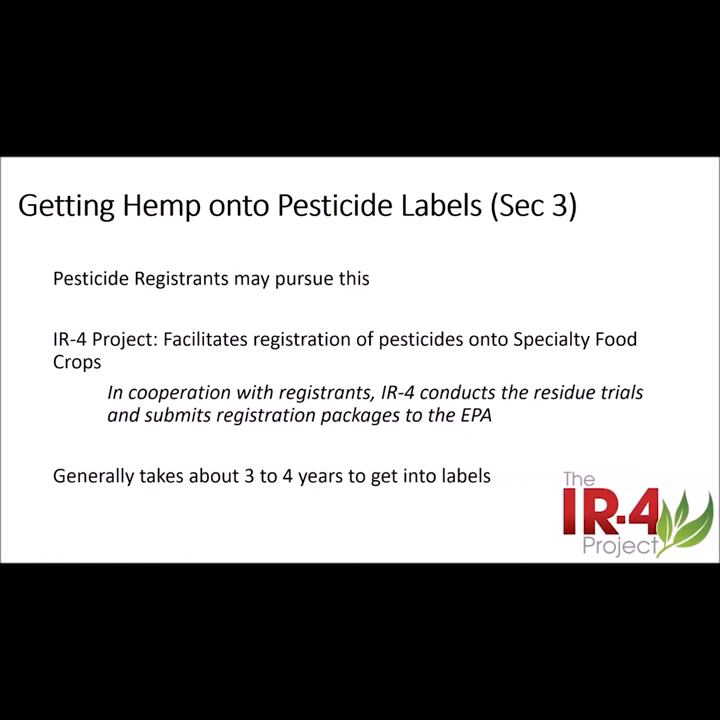 Getting Hemp onto Pesticide Labels (Sec 3)
Pesticide Registrants may pursue this
IR-4 Project: Facilitates registration of pesticides onto Specialty Food
Crops
In cooperation with registrants, IR-4 conducts the residue trials
and submits registration packages to the EPA
Generally takes about 3 to 4 years to get into labels
The
IR-4
Project